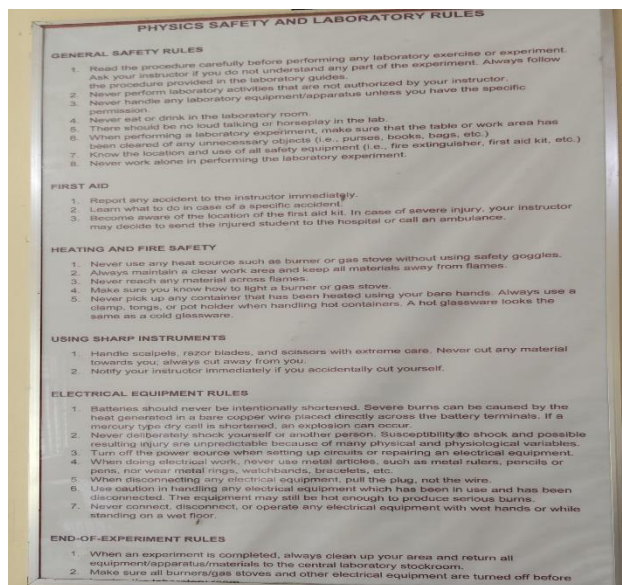 PHYSICS SAFETY AND LABORATORY RULES
GENERAL SAFETY RULES
1. Read the procedure carefully before performing any laboratory exercise or experiment.
Ask your instructor if you do not understand any part of the experiment. Always follow
the procedure provided in the laboratory guides.
2. Never perform laboratory activities that are not authorized by your instructor.
3. Never handle any laboratory equipment/apparatus unless you have the specific
permission.
4. Never eat or drink in the laboratory room.
5. There should be no loud talking or horseplay in the lab.
6. When performing a laboratory experiment, make sure that the table or work area has
been cleared of any unnecessary objects (i.e., purses, books, bags, etc.)
7. Know the location and use of all safety equipment (i.e., fire extinguisher, first aid kit, etc.)
8. Never work alone in performing the laboratory experiment.
FIRST AID
1. Report any accident to the instructor immediately.
2. Learn what to do in case of a specific accident.
3. Become aware of the location of the first aid kit. In case of severe injury, your instructor
may decide to send the injured student to the hospital or call an ambulance.
HEATING AND FIRE SAFETY
1. Never use any heat source such as burner or gas stove without using safety goggles.
2. Always maintain a clear work area and keep all materials away from flames.
3. Never reach any material across flames.
4. Make sure you know how to light a burner or gas stove.
5. Never pick up any container that has been heated using your bare hands. Always use a
clamp, tongs, or pot holder when handling hot containers. A hot glassware looks the
same as a cold glassware.
USING SHARP INSTRUMENTS
1. Handle scalpels, razor blades, and scissors with extreme care. Never cut any material
towards you; always cut away from you.
2. Notify your instructor immediately if you accidentally cut yourself.
ELECTRICAL EQUIPMENT RULES
1. Batteries should never be intentionally shortened. Severe burns can be caused by the
heat generated in a bare copper wire placed directly across the battery terminals. If a
mercury type dry cell is shortened, an explosion can occur.
2. Never deliberately shock yourself or another person. Susceptibility to shock and possible
resulting injury are unpredictable because of many physical and physiological variables.
3. Turn off the power source when setting up circuits or repairing an electrical equipment.
4. When doing electrical work, never use metal articles, such as metal rulers, pencils or
pens, nor wear metal rings, watchbands, bracelets, etc.
5. When disconnecting any electrical equipment, pull the plug, not the wire.
6. Use caution in handling any electrical equipment which has been in use and has been
disconnected. The equipment may still be hot enough to produce serious burns.
7. Never connect, disconnect, or operate any electrical equipment with wet hands or while
standing on a wet floor.
END-OF-EXPERIMENT RULES
1. When an experiment is completed, always clean up your area and return all
equipment/apparatus/materials to the central laboratory stockroom.
2. Make sure all burners/gas stoves and other electrical equipment are turned off before